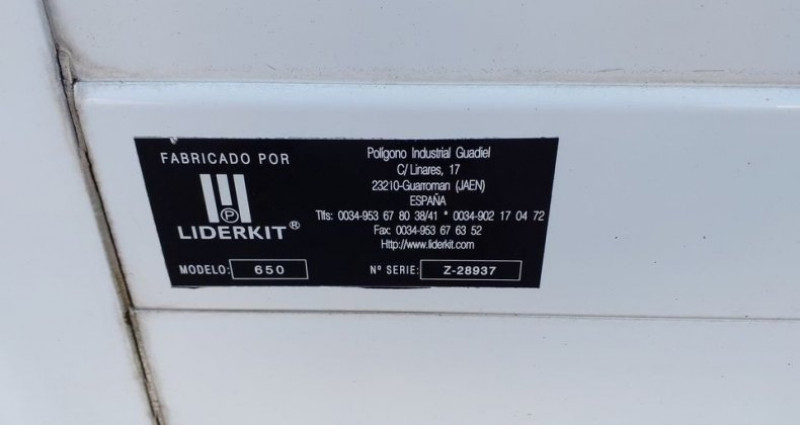 FABRICADO POR
P
LIDERKIT®
MODELO: 650
Polígono Industrial Guadiel
C/ Linares, 17
23210-Guarroman (JAEN)
ESPAÑA
Tlfs: 0034-953 67 80 38/41 * 0034-902 17 04 72
Fax: 0034-953 67 63 52
Http://www.liderkit.com
Nº SERIE: Z-28937